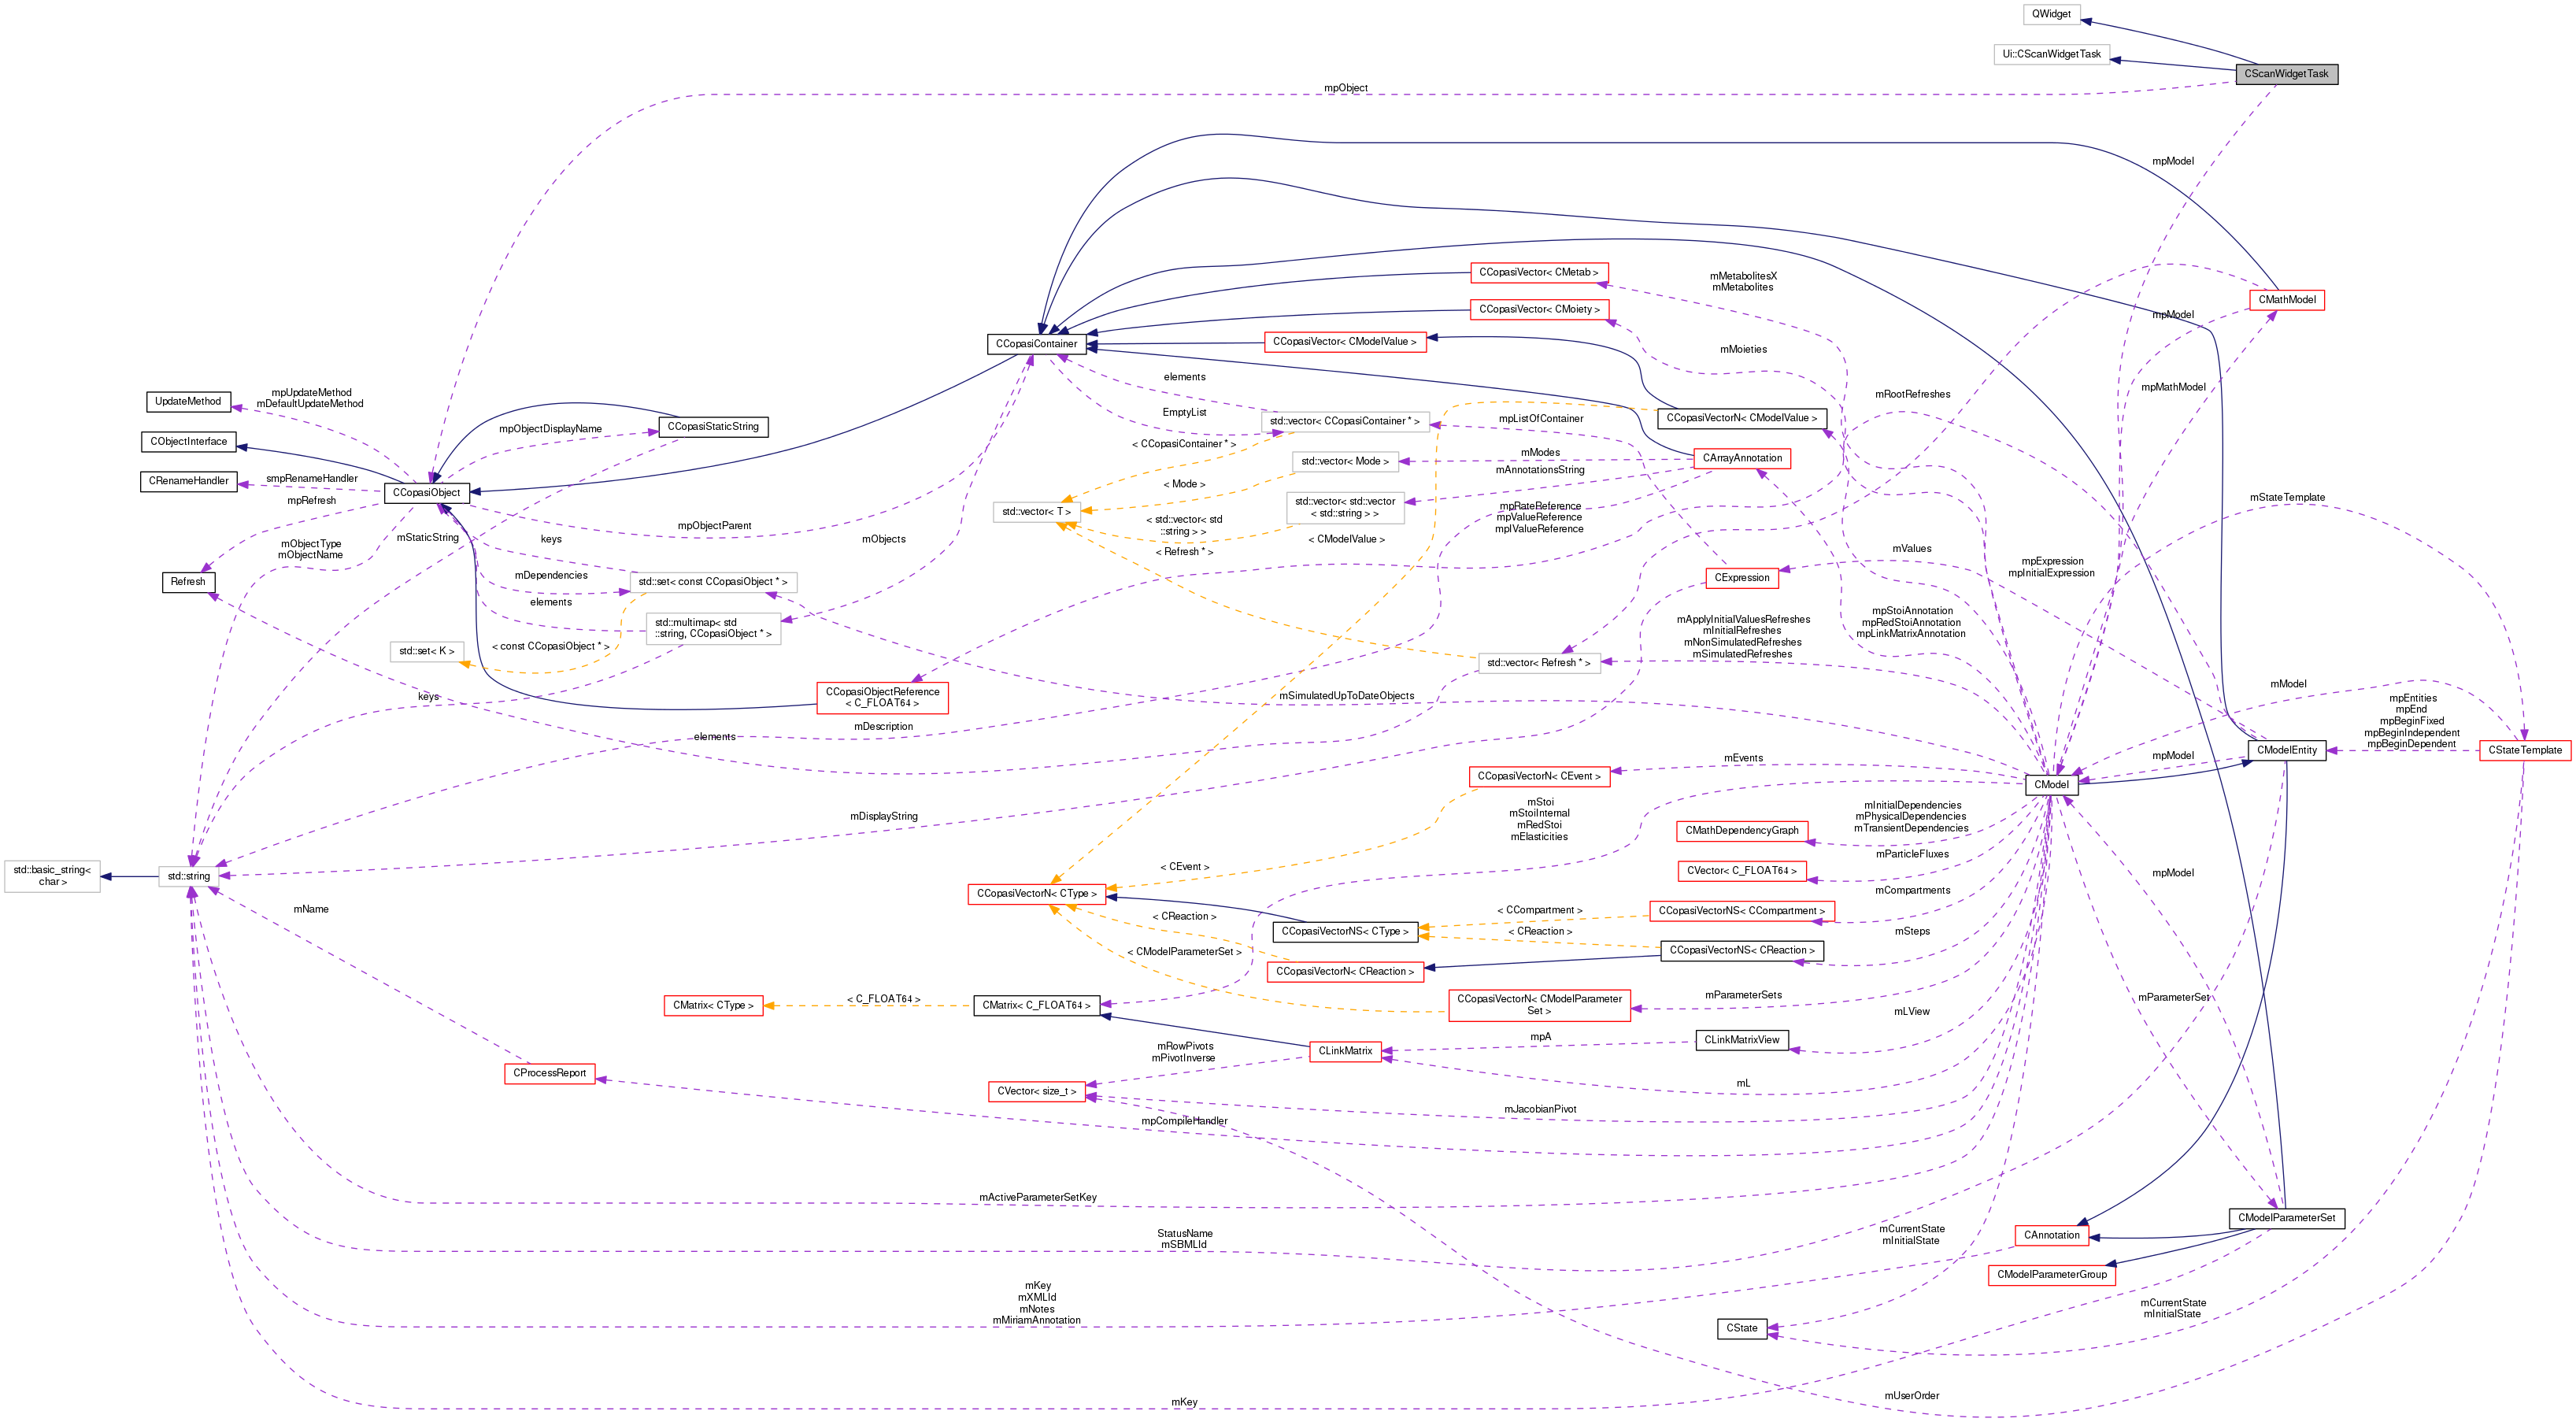 QWidget
Ui::CScanWidgetTask
CScanWidgetTask
mpObject
mpModel
CCopasiVector< CMetab >
mMetabolitesX
mMetabolites
CMathModel
CCopasiVector< CMoiety >
mpModel
CCopasiContainer
CCopasiVector< CModelValue >
mMoieties
elements
mpMathModel
mRootRefreshes
mpUpdateMethod
mDefaultUpdateMethod
UpdateMethod
EmptyList
std::vector< CCopasiContainer * >
mpListOfContainer
CCopasiVectorN< CModelValue >
mpObjectDisplayName
CCopasiStaticString
CObjectInterface
< CCopasiContainer * >
mModes
std::vector< Mode >
CArrayAnnotation
mAnnotationsString
smpRenameHandler
CRenameHandler
CCopasiObject
< Mode >
mpRefresh
std::vector< std::vector
< std::string > >
mStateTemplate
std::vector< T >
mpRateReference
mpValueReference
mpIValueReference
< std::vector< std
::string > >
mpObjectParent
mStaticString
mObjects
keys
< CModelValue >
mObjectType
mObjectName
< Refresh * >
mValues
mpExpression
mpInitialExpression
Refresh
mDependencies
std::set< const CCopasiObject * >
CExpression
elements
std::multimap< std
::string, CCopasiObject * >
mpStoiAnnotation
mpRedStoiAnnotation
mpLinkMatrixAnnotation
mApplyInitialValuesRefreshes
mInitialRefreshes
mNonSimulatedRefreshes
mSimulatedRefreshes
std::set< K >
< const CCopasiObject * >
std::vector< Refresh * >
mModel
keys
CCopasiObjectReference
< C_FLOAT64 >
mSimulatedUpToDateObjects
mpEntities
mpEnd
mpBeginFixed
mpBeginIndependent
mpBeginDependent
mDescription
elements
CModelEntity
CStateTemplate
mpModel
mEvents
CCopasiVectorN< CEvent >
CModel
mStoi
mStoiInternal
mRedStoi
mElasticities
mInitialDependencies
mPhysicalDependencies
mTransientDependencies
mDisplayString
CMathDependencyGraph
mParticleFluxes
std::basic_string<
char >
std::string
< CEvent >
CVector< C_FLOAT64 >
mpModel
CCopasiVectorN< CType >
mCompartments
mName
< CReaction >
< CCompartment >
CCopasiVectorNS< CCompartment >
CCopasiVectorNS< CType >
< CReaction >
mSteps
< CModelParameterSet >
CCopasiVectorNS< CReaction >
CCopasiVectorN< CReaction >
mParameterSets
mParameterSet
CMatrix< CType >
< C_FLOAT64 >
CMatrix< C_FLOAT64 >
CCopasiVectorN< CModelParameter
Set >
mLView
mpA
CLinkMatrixView
mRowPivots
mPivotInverse
CLinkMatrix
CProcessReport
mL
CVector< size_t >
mJacobianPivot
mpCompileHandler
mActiveParameterSetKey
CModelParameterSet
StatusName
mSBMLId
mCurrentState
mInitialState
CAnnotation
CModelParameterGroup
mKey
mXMLId
mNotes
mMiriamAnnotation
mCurrentState
mInitialState
CState
mUserOrder
mKey